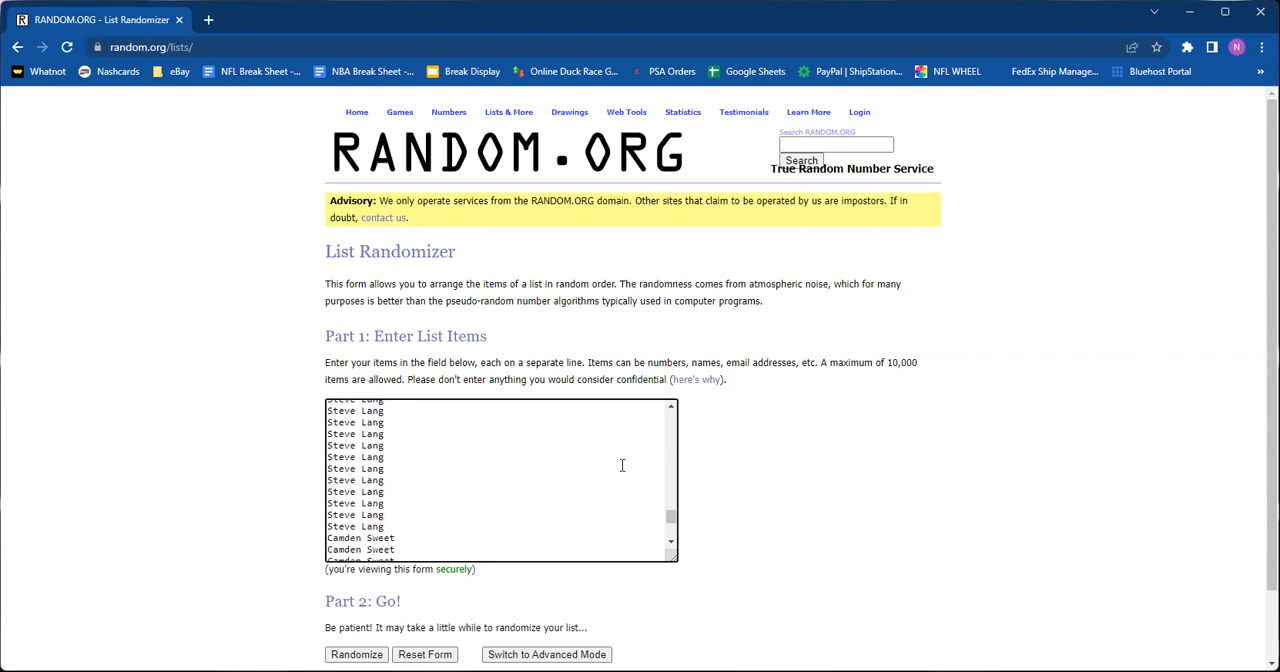 RANDOM.ORG - List Randomizer
random.org/lists/
N
Whatnot Nashcards eBay NFL Break Sheet -... NBA Break Sheet -... Break Display Online Duck Race G... PSA Orders Google Sheets PayPal | ShipStation... NFL WHEEL FedEx Ship Manage... Bluehost Portal »
Home Games Numbers Lists & More Drawings Web Tools Statistics Testimonials Learn More Login
RANDOM.ORG
Search RANDOM.ORG
Search
True Random Number Service
Advisory: We only operate services from the RANDOM.ORG domain. Other sites that claim to be operated by us are impostors. If in
doubt, contact us.
List Randomizer
This form allows you to arrange the items of a list in random order. The randomness comes from atmospheric noise, which for many
purposes is better than the pseudo-random number algorithms typically used in computer programs.
Part 1: Enter List Items
Enter your items in the field below, each on a separate line. Items can be numbers, names, email addresses, etc. A maximum of 10,000
items are allowed. Please don't enter anything you would consider confidential (here's why).
Steve Lang
Steve Lang
Steve Lang
Steve Lang
Steve Lang
Steve Lang
Steve Lang
Steve Lang
Steve Lang
Steve Lang
Steve Lang
Steve Lang
Camden Sweet
Camden Sweet
Camden Sweet
(you're viewing this form securely)
Part 2: Go!
Be patient! It may take a little while to randomize your list...
Randomize Reset Form Switch to Advanced Mode